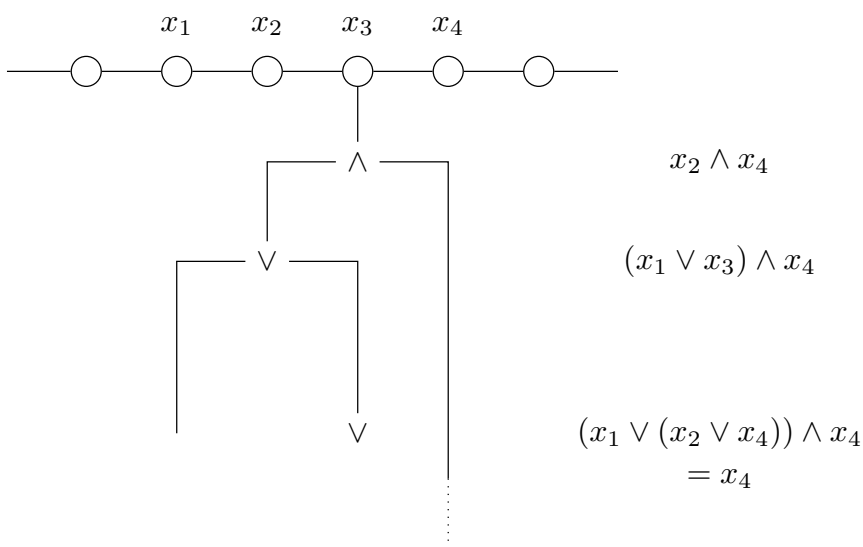 x₁ x₂ x₃ x₄
∧ x₂ ∧ x₄
∨ (x₁ ∨ x₃) ∧ x₄
∨ (x₁ ∨ (x₂ ∨ x₄)) ∧ x₄
= x₄